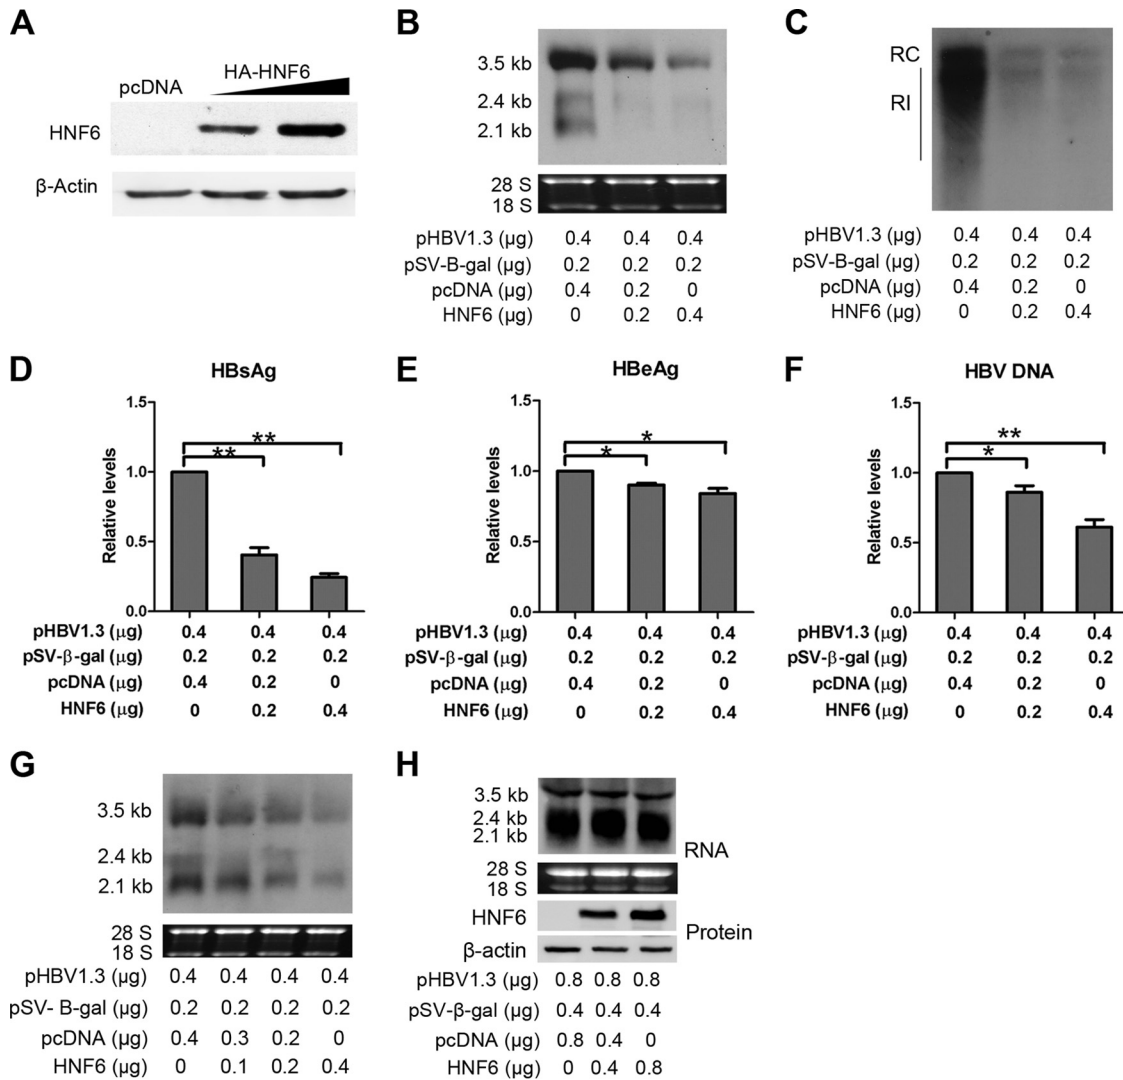 A
HA-HNF6
pcDNA
HNF6
β-Actin
B
3.5 kb
2.4 kb
2.1 kb
28 S
18 S
pHBV1.3 (µg) 0.4 0.4 0.4
pSV-B-gal (µg) 0.2 0.2 0.2
pcDNA (µg) 0.4 0.2 0
HNF6 (µg) 0 0.2 0.4
C
RC
RI
pHBV1.3 (µg) 0.4 0.4 0.4
pSV-B-gal (µg) 0.2 0.2 0.2
pcDNA (µg) 0.4 0.2 0
HNF6 (µg) 0 0.2 0.4
D
HBsAg
Relative levels
1.5
1.0
0.5
0.0
**
**
pHBV1.3 (µg) 0.4 0.4 0.4
pSV-β-gal (µg) 0.2 0.2 0.2
pcDNA (µg) 0.4 0.2 0
HNF6 (µg) 0 0.2 0.4
E
HBeAg
Relative levels
1.5
1.0
0.5
0.0
*
*
pHBV1.3 (µg) 0.4 0.4 0.4
pSV-β-gal (µg) 0.2 0.2 0.2
pcDNA (µg) 0.4 0.2 0
HNF6 (µg) 0 0.2 0.4
F
HBV DNA
Relative levels
1.5
1.0
0.5
0.0
**
*
pHBV1.3 (µg) 0.4 0.4 0.4
pSV-β-gal (µg) 0.2 0.2 0.2
pcDNA (µg) 0.4 0.2 0
HNF6 (µg) 0 0.2 0.4
G
3.5 kb
2.4 kb
2.1 kb
28 S
18 S
pHBV1.3 (µg) 0.4 0.4 0.4 0.4
pSV- B-gal (µg) 0.2 0.2 0.2 0.2
pcDNA (µg) 0.4 0.3 0.2 0
HNF6 (µg) 0 0.1 0.2 0.4
H
3.5 kb
2.4 kb
2.1 kb
RNA
28 S
18 S
HNF6
Protein
β-actin
pHBV1.3 (µg) 0.8 0.8 0.8
pSV-β-gal (µg) 0.4 0.4 0.4
pcDNA (µg) 0.8 0.4 0
HNF6 (µg) 0 0.4 0.8